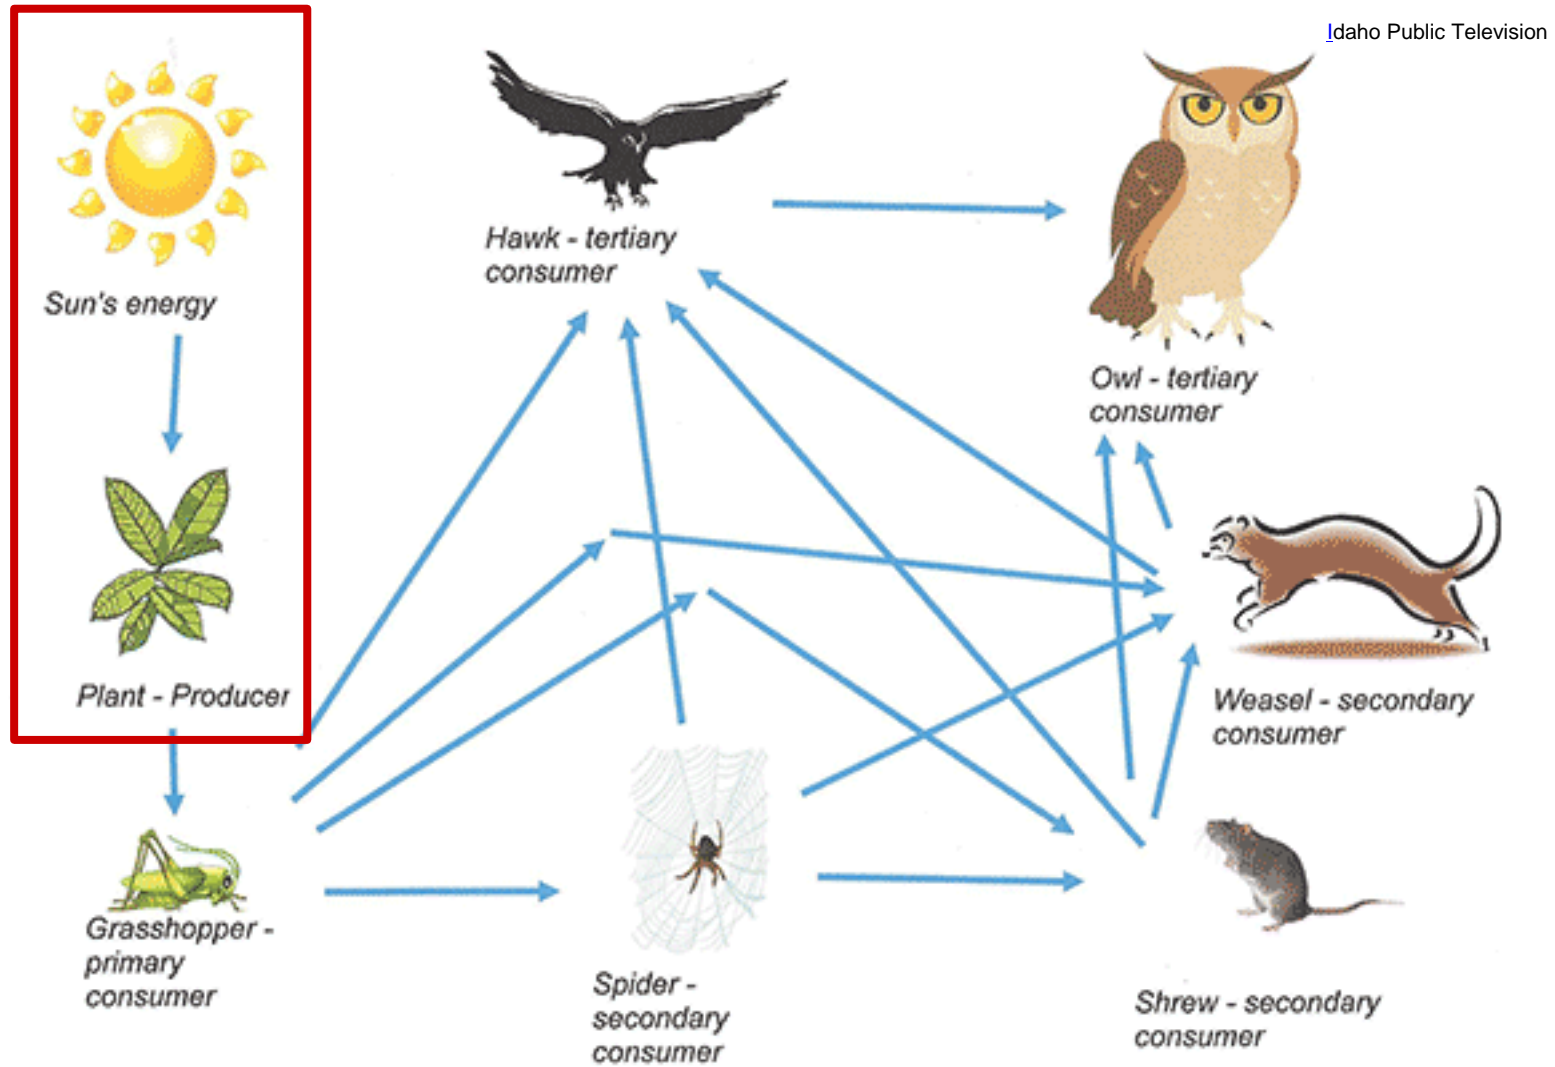 Idaho Public Television
Hawk - tertiary
consumer
Sun's energy
Owl - tertiary
consumer
Plant - Producer
Weasel - secondary
consumer
Grasshopper -
primary
consumer
Spider -
secondary
consumer
Shrew - secondary
consumer